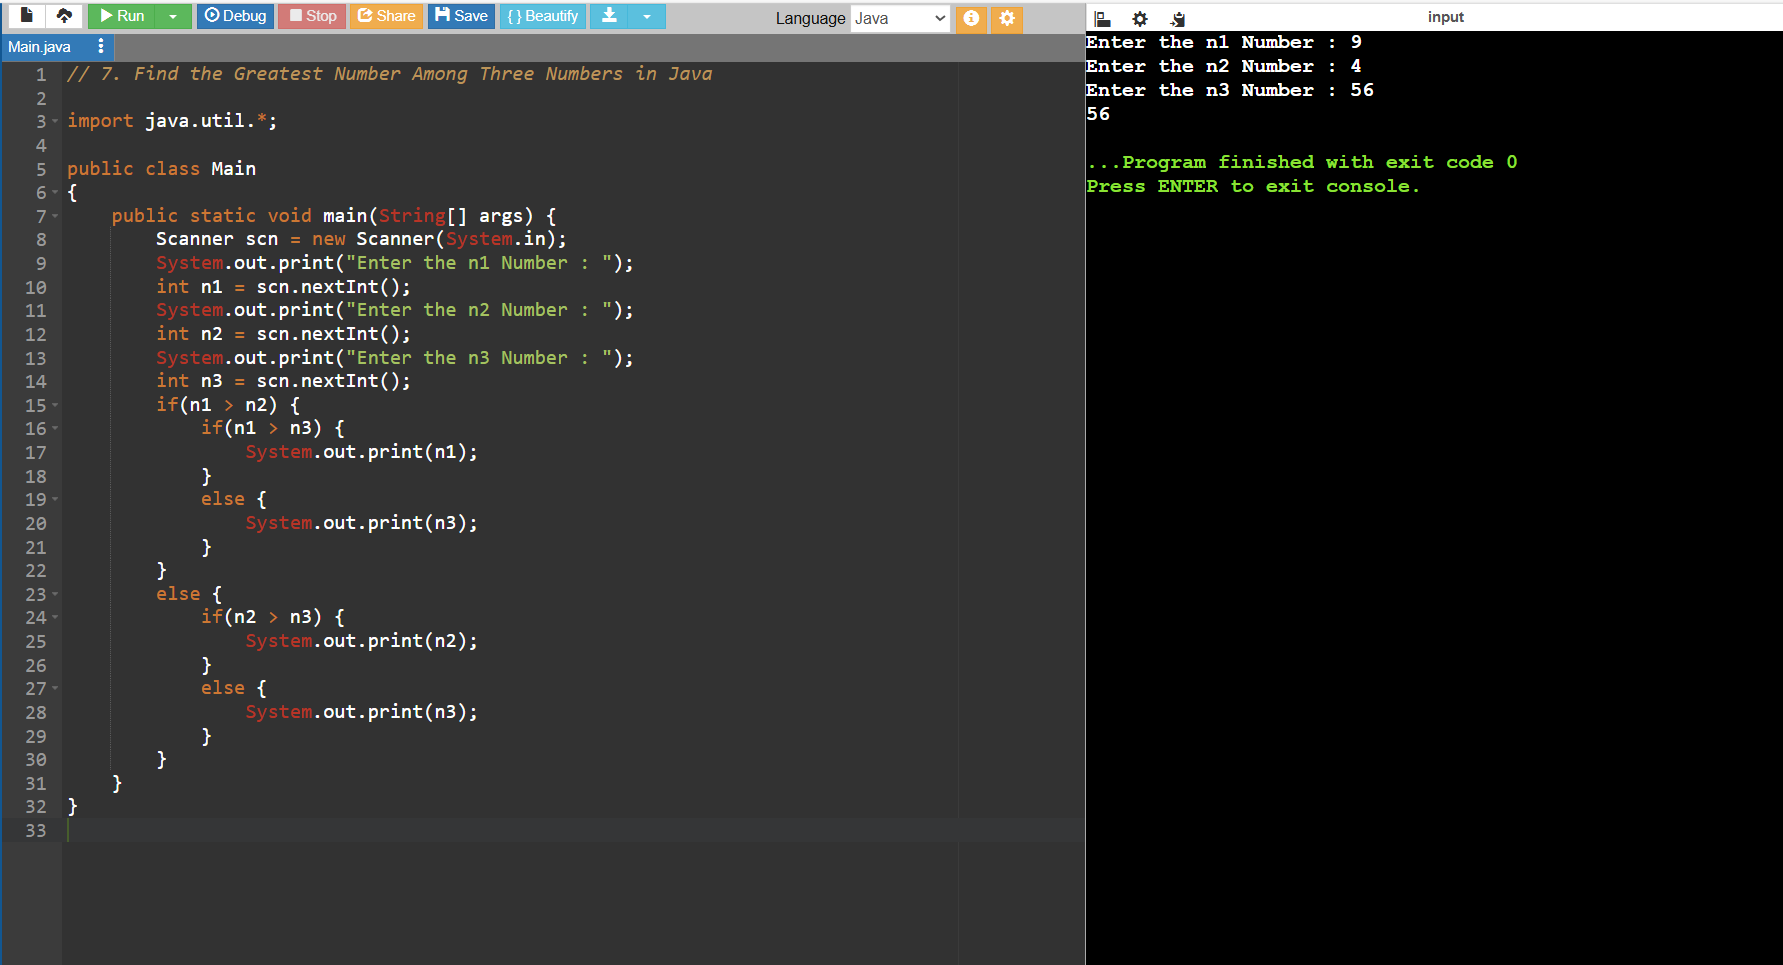 Run Debug Stop Share Save { } Beautify Language Java
Main.java
1 // 7. Find the Greatest Number Among Three Numbers in Java
2
3 import java.util.*;
4
5 public class Main
6 {
7     public static void main(String[] args) {
8         Scanner scn = new Scanner(System.in);
9         System.out.print("Enter the n1 Number : ");
10         int n1 = scn.nextInt();
11         System.out.print("Enter the n2 Number : ");
12         int n2 = scn.nextInt();
13         System.out.print("Enter the n3 Number : ");
14         int n3 = scn.nextInt();
15         if(n1 > n2) {
16             if(n1 > n3) {
17                 System.out.print(n1);
18             }
19             else {
20                 System.out.print(n3);
21             }
22         }
23         else {
24             if(n2 > n3) {
25                 System.out.print(n2);
26             }
27             else {
28                 System.out.print(n3);
29             }
30         }
31     }
32 }
33
input
Enter the n1 Number : 9
Enter the n2 Number : 4
Enter the n3 Number : 56
56
...Program finished with exit code 0
Press ENTER to exit console.